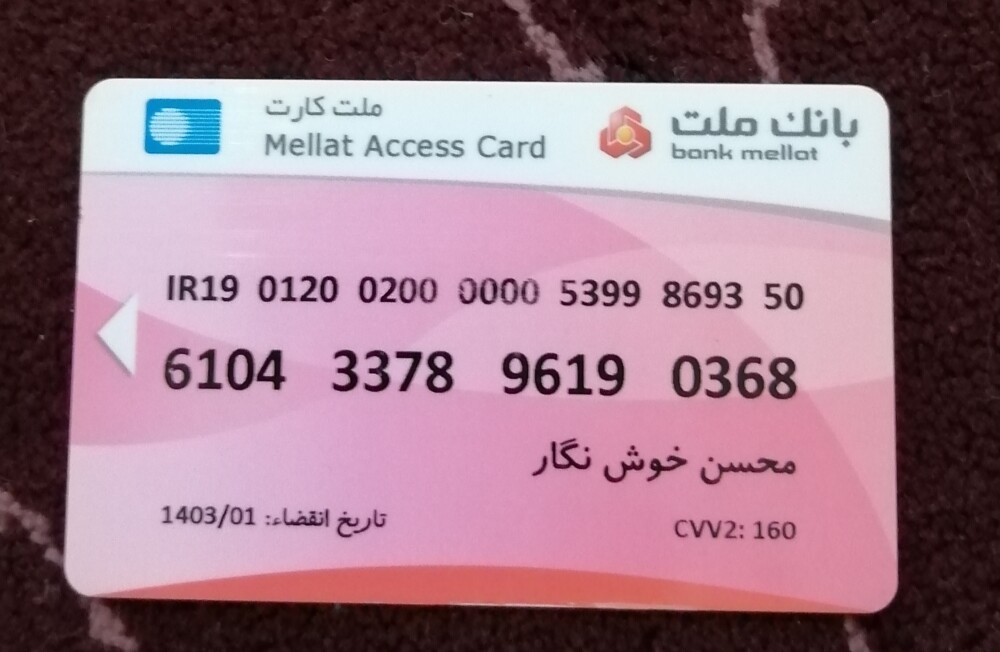 ملت کارت
Mellat Access Card
بانك ملت
bank mellat
IR19 0120 0200 0000 5399 8693 50
6104 3378 9619 0368
محسن خوش نگار
تاریخ انقضاء: 1403/01
CVV2: 160